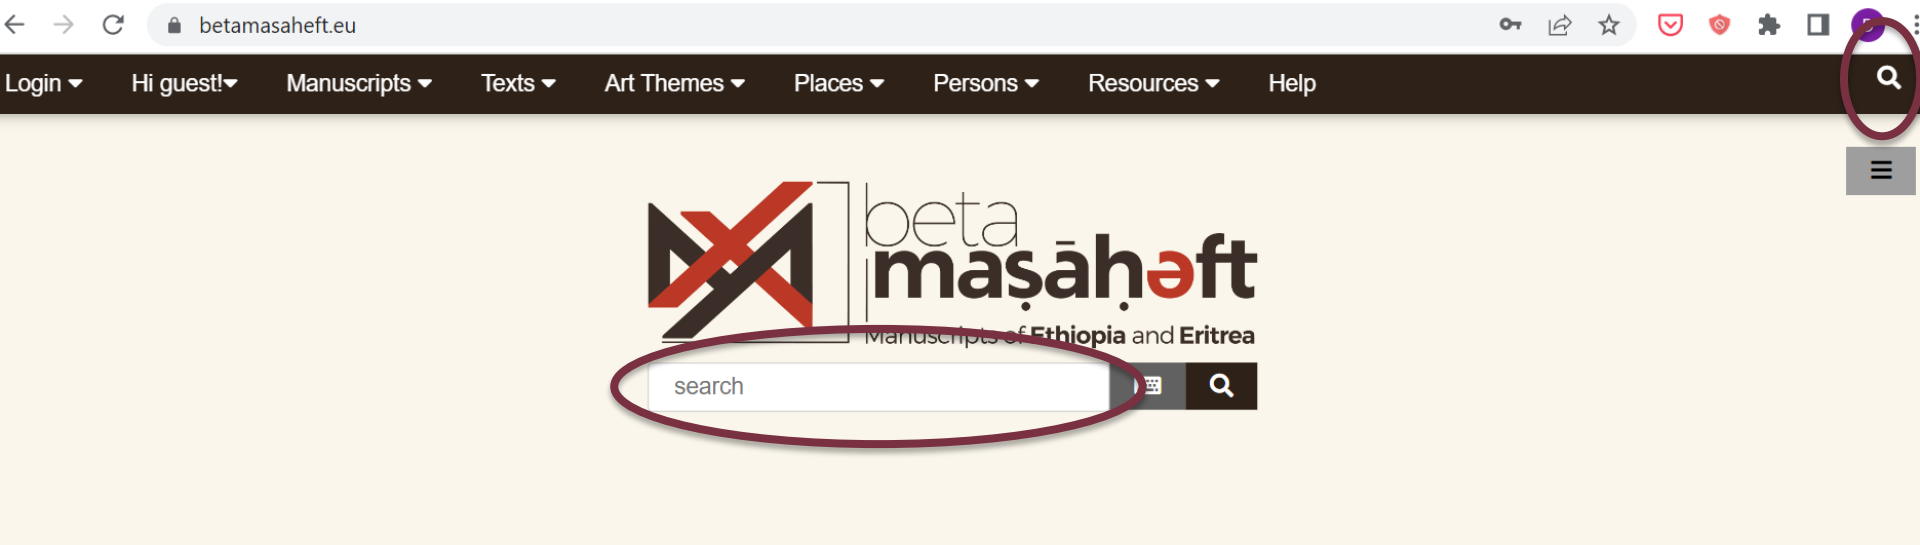 betamasaheft.eu
Login Hi guest! Manuscripts Texts Art Themes Places Persons Resources Help
beta
maṣāḥəft
Manuscripts of Ethiopia and Eritrea
search